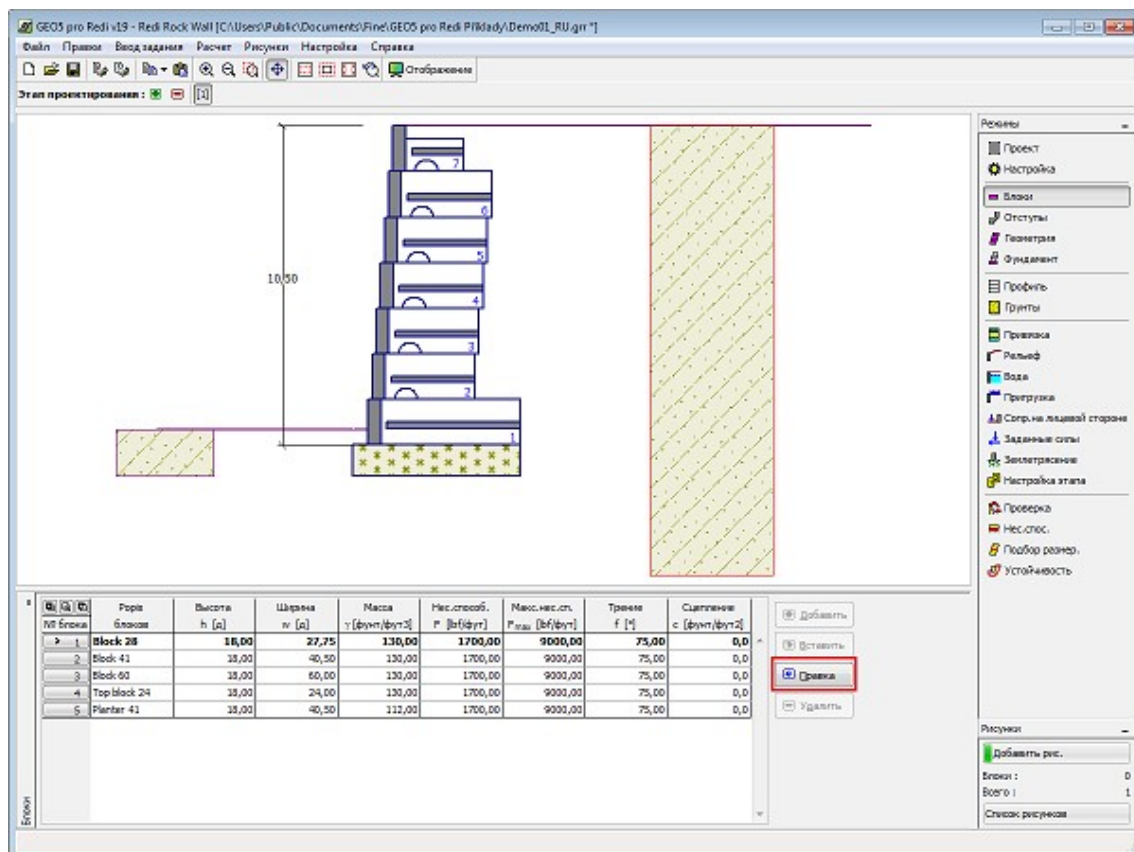 GEO5 pro Redi v19 - Redi Rock Wall [C:\Users\Public\Documents\Fine\GEO5 pro Redi Příklady\Demo01_RU.grr *]
Файл Правки Ввод задания Расчет Рисунки Настройка Справка
Отображение
Этап проектирования : [1]
10,50
7
6
5
4
3
2
1
Режимы
Проект
Настройка
Блоки
Отступы
Геометрия
Фундамент
Профиль
Грунты
Привязка
Рельеф
Вода
Пригрузка
Сопр.на лицевой стороне
Заданные силы
Землетрясение
Настройка этапа
Проверка
Нес.спос.
Подбор размер.
Устойчивость
Popis Высота Ширина Масса Нес.способ. Макс.нес.сп. Трение Сцепление
№ блока блоков h [д] w [д] γ [фунт/фут3] F [lbf/фут] Fmax [lbf/фут] f [°] c [фунт/фут2]
> 1 Block 28 18,00 27,75 130,00 1700,00 9000,00 75,00 0,0
2 Block 41 18,00 40,50 130,00 1700,00 9000,00 75,00 0,0
3 Block 60 18,00 60,00 130,00 1700,00 9000,00 75,00 0,0
4 Top block 24 18,00 24,00 130,00 1700,00 9000,00 75,00 0,0
5 Planter 41 18,00 40,50 112,00 1700,00 9000,00 75,00 0,0
Добавить
Вставить
Правка
Удалить
Блоки
Рисунки
Добавить рис.
Блоки : 0
Всего : 1
Список рисунков